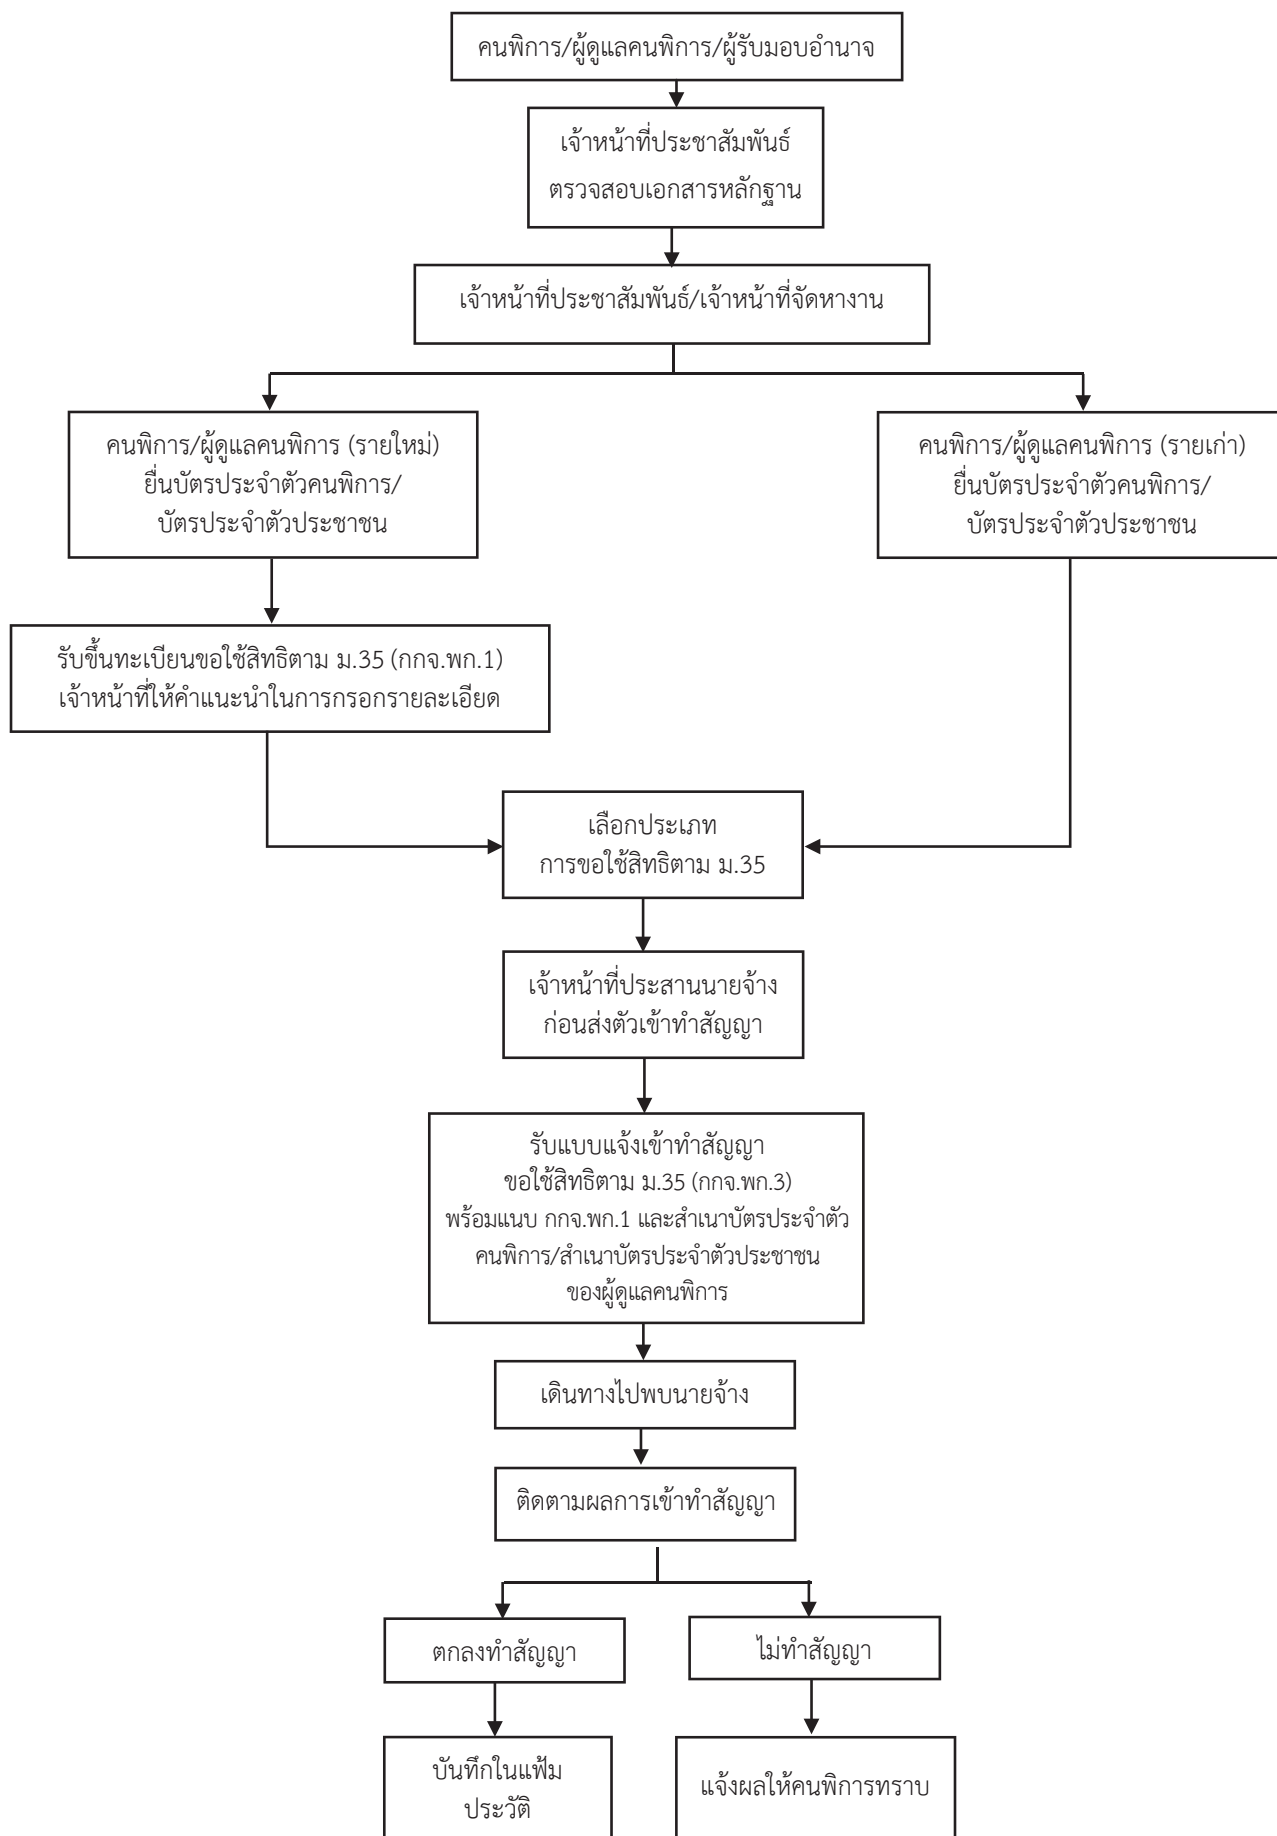 คนพิการ/ผู้ดูแลคนพิการ/ผู้รับมอบอำนาจ
เจ้าหน้าที่ประชาสัมพันธ์
ตรวจสอบเอกสารหลักฐาน
เจ้าหน้าที่ประชาสัมพันธ์/เจ้าหน้าที่จัดหางาน
คนพิการ/ผู้ดูแลคนพิการ (รายใหม่)
ยื่นบัตรประจำตัวคนพิการ/
บัตรประจำตัวประชาชน
คนพิการ/ผู้ดูแลคนพิการ (รายเก่า)
ยื่นบัตรประจำตัวคนพิการ/
บัตรประจำตัวประชาชน
รับขึ้นทะเบียนขอใช้สิทธิตาม ม.35 (กกจ.พก.1)
เจ้าหน้าที่ให้คำแนะนำในการกรอกรายละเอียด
เลือกประเภท
การขอใช้สิทธิตาม ม.35
เจ้าหน้าที่ประสานนายจ้าง
ก่อนส่งตัวเข้าทำสัญญา
รับแบบแจ้งเข้าทำสัญญา
ขอใช้สิทธิตาม ม.35 (กกจ.พก.3)
พร้อมแนบ กกจ.พก.1 และสำเนาบัตรประจำตัว
คนพิการ/สำเนาบัตรประจำตัวประชาชน
ของผู้ดูแลคนพิการ
เดินทางไปพบนายจ้าง
ติดตามผลการเข้าทำสัญญา
ตกลงทำสัญญา
ไม่ทำสัญญา
บันทึกในแฟ้ม
ประวัติ
แจ้งผลให้คนพิการทราบ